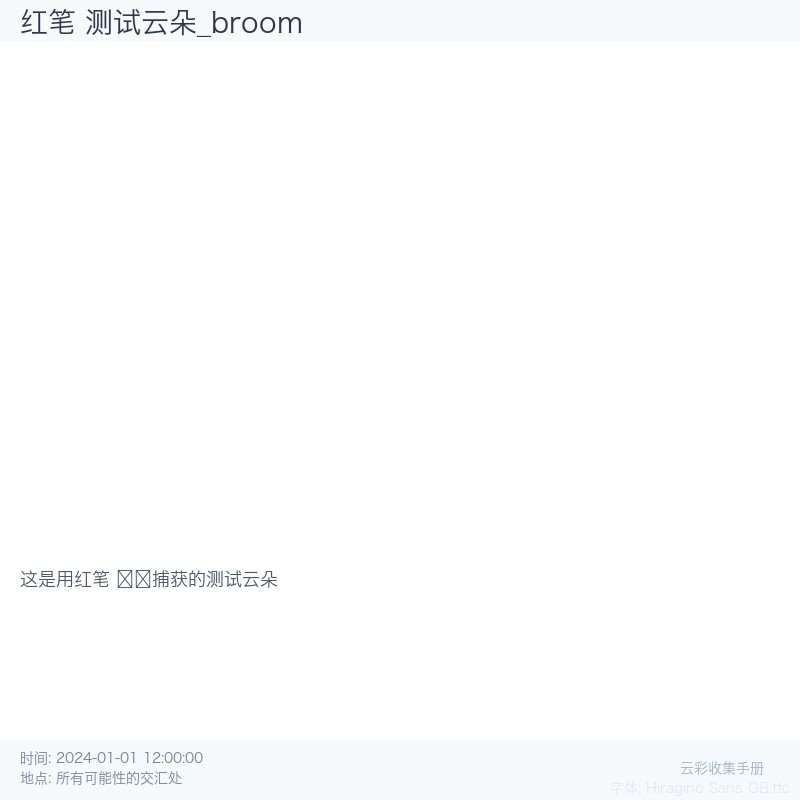 红笔 测试云朵_broom
这是用红笔 捕获的测试云朵
时间: 2024-01-01 12:00:00
地点: 所有可能性的交汇处
云彩收集手册
字体: Hiragino Sans GB.ttc